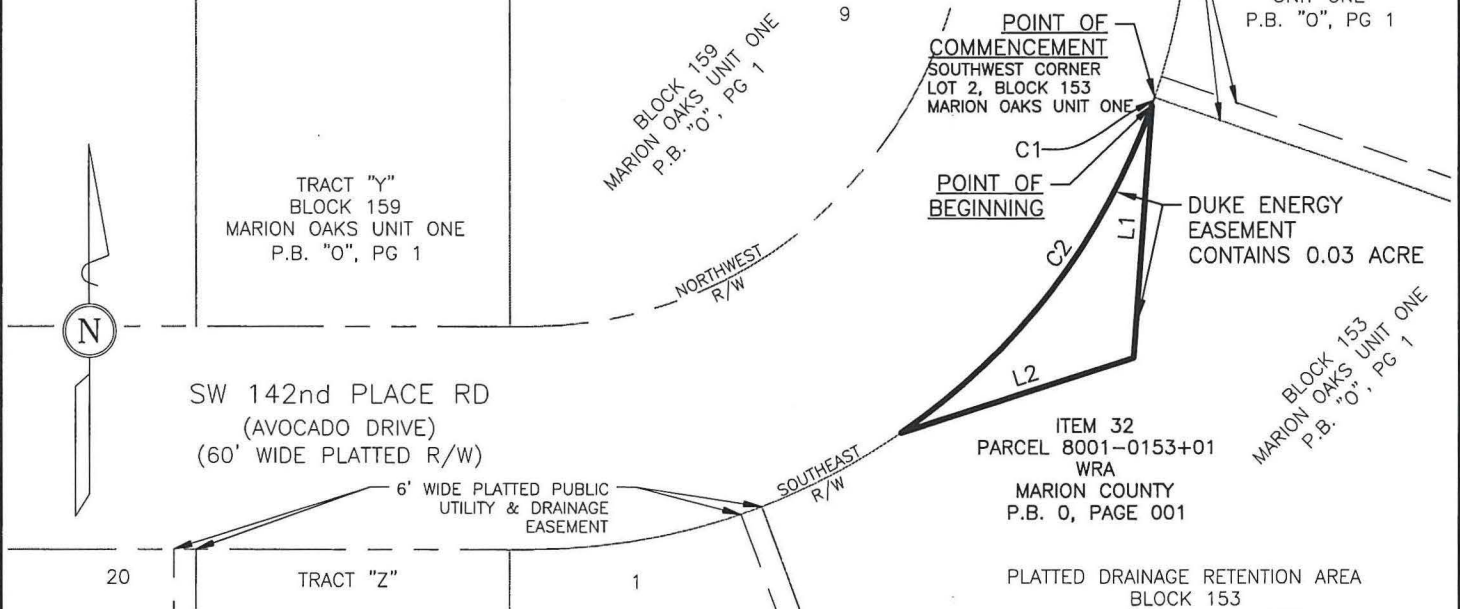 9
UNIT ONE
P.B. "O", PG 1
POINT OF
COMMENCEMENT
SOUTHWEST CORNER
LOT 2, BLOCK 153
MARION OAKS UNIT ONE
BLOCK 159
MARION OAKS UNIT ONE
P.B. "O", PG 1
C1
TRACT "Y"
BLOCK 159
MARION OAKS UNIT ONE
P.B. "O", PG 1
POINT OF
BEGINNING
DUKE ENERGY
EASEMENT
CONTAINS 0.03 ACRE
L1
C2
NORTHWEST
R/W
N
BLOCK 153
MARION OAKS UNIT ONE
P.B. "O", PG 1
L2
SW 142nd PLACE RD
(AVOCADO DRIVE)
(60' WIDE PLATTED R/W)
ITEM 32
PARCEL 8001-0153+01
WRA
MARION COUNTY
P.B. 0, PAGE 001
SOUTHEAST
R/W
6' WIDE PLATTED PUBLIC
UTILITY & DRAINAGE
EASEMENT
20
TRACT "Z"
1
PLATTED DRAINAGE RETENTION AREA
BLOCK 153